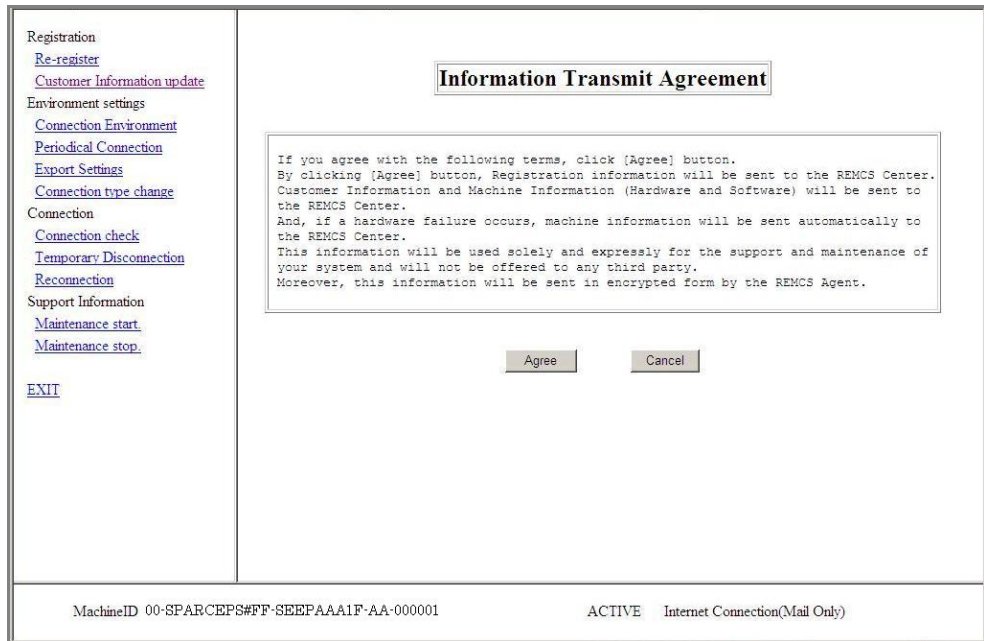 Registration
Re-register
Customer Information update
Environment settings
Connection Environment
Periodical Connection
Export Settings
Connection type change
Connection
Connection check
Temporary Disconnection
Reconnection
Support Information
Maintenance start.
Maintenance stop.
EXIT
Information Transmit Agreement
If you agree with the following terms, click [Agree] button.
By clicking [Agree] button, Registration information will be sent to the REMCS Center.
Customer Information and Machine Information (Hardware and Software) will be sent to
the REMCS Center.
And, if a hardware failure occurs, machine information will be sent automatically to
the REMCS Center.
This information will be used solely and expressly for the support and maintenance of
your system and will not be offered to any third party.
Moreover, this information will be sent in encrypted form by the REMCS Agent.
Agree Cancel
MachineID 00-SPARCEPS#FF-SEEPAAA1F-AA-000001 ACTIVE Internet Connection(Mail Only)